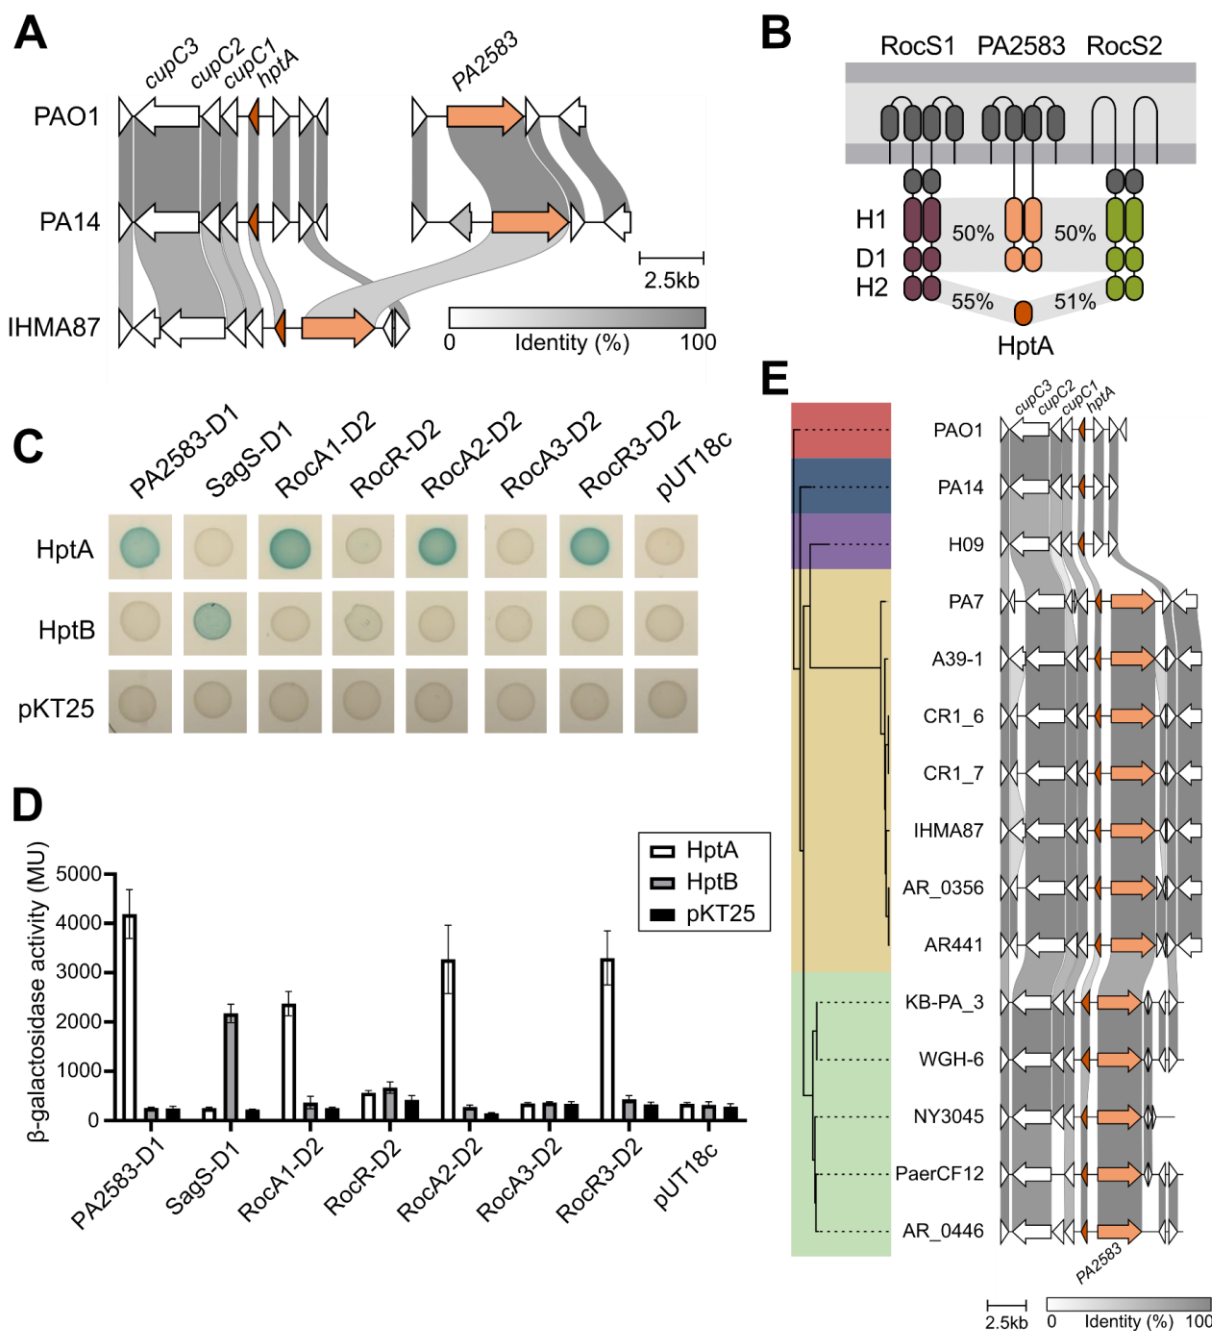 A
cupC3
cupC2
cupC1
hptA
PA2583
PAO1
PA14
IHMA87
2.5kb
0 Identity (%) 100
B
RocS1 PA2583 RocS2
H1
D1
H2
50% 50%
55% 51%
HptA
C
PA2583-D1
SagS-D1
RocA1-D2
RocR-D2
RocA2-D2
RocA3-D2
RocR3-D2
pUT18c
HptA
HptB
pKT25
D
β-galactosidase activity (MU)
5000
4000
3000
2000
1000
0
HptA
HptB
pKT25
PA2583-D1
SagS-D1
RocA1-D2
RocR-D2
RocA2-D2
RocA3-D2
RocR3-D2
pUT18c
E
cupC3
cupC2
cupC1
hptA
PAO1
PA14
H09
PA7
A39-1
CR1_6
CR1_7
IHMA87
AR_0356
AR441
KB-PA_3
WGH-6
NY3045
PaerCF12
AR_0446
PA2583
2.5kb
0 Identity (%) 100